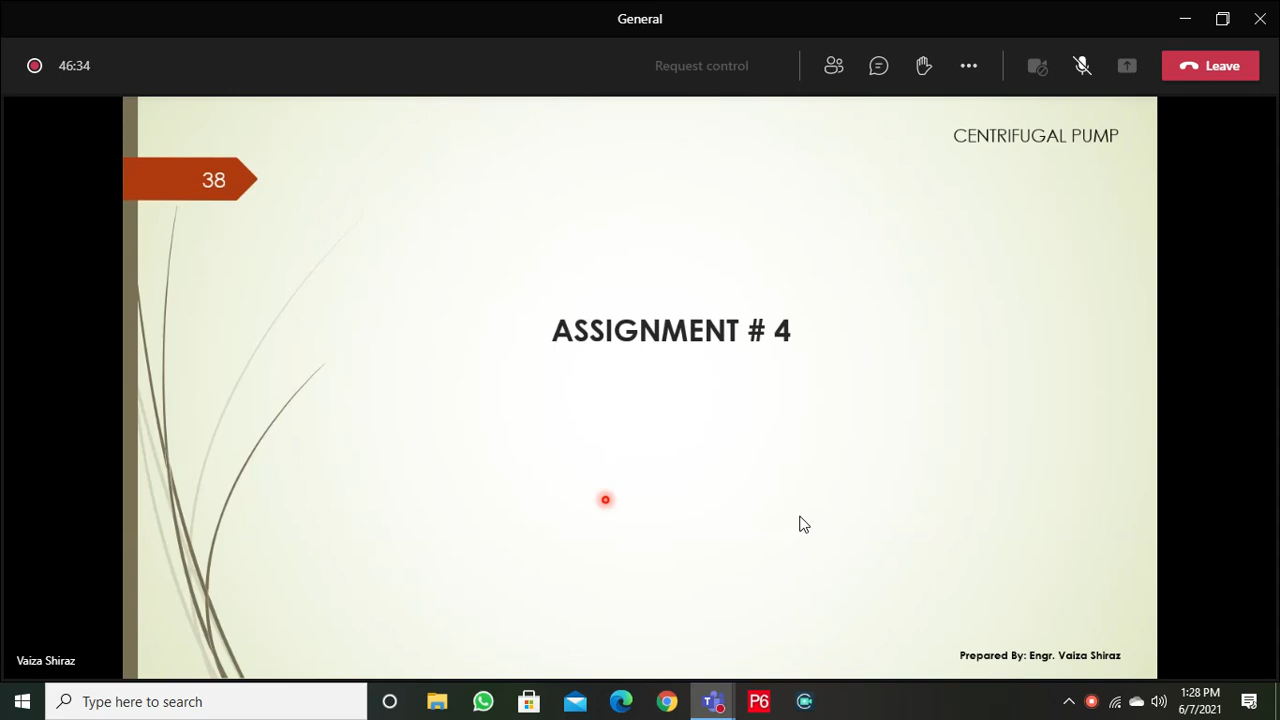 General
46:34
Request control
Leave
CENTRIFUGAL PUMP
38
ASSIGNMENT # 4
Prepared By: Engr. Vaiza Shiraz
Vaiza Shiraz
Type here to search
T
P6
C
1:28 PM
6/7/2021